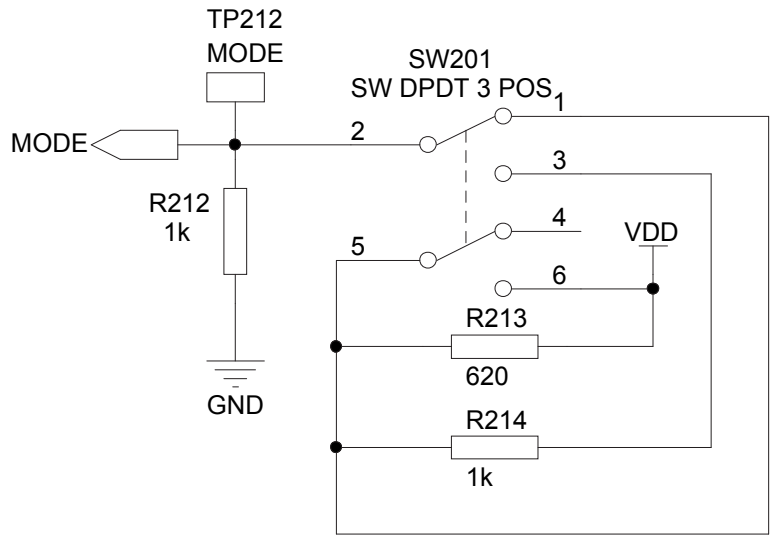 TP212
MODE
SW201
SW DPDT 3 POS
1
MODE
2
3
R212
1k
4
5
VDD
6
R213
620
GND
R214
1k